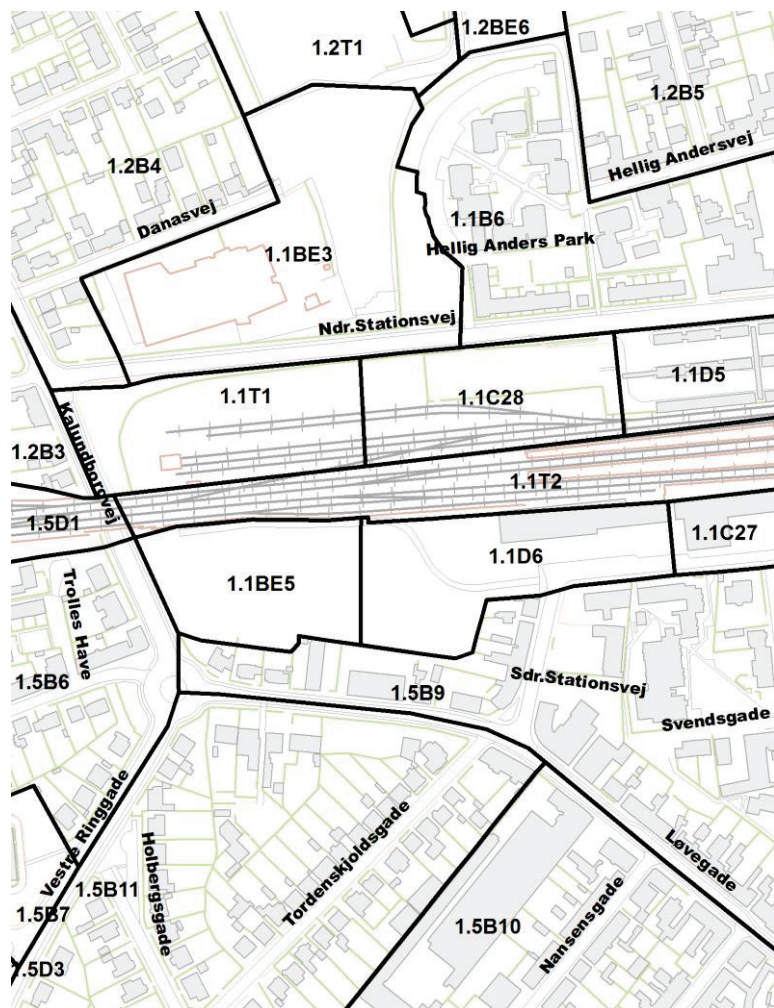 1.2T1
1.2BE6
1.2B5
1.2B4
Hellig Andersvej
Danasvej
1.1B6
Hellig Anders Park
1.1BE3
Ndr.Stationsvej
1.1D5
1.1T1
1.1C28
Kalundborgvej
1.2B3
1.1T2
1.5D1
1.1C27
1.1D6
1.1BE5
Trolles Have
1.5B6
1.5B9
Sdr.Stationsvej
Svendsgade
Vestre Ringgade
Holbergsgade
Tordenskjoldsgade
Løvegade
1.5B11
1.5B7
1.5B10
Nansensgade
1.5D3